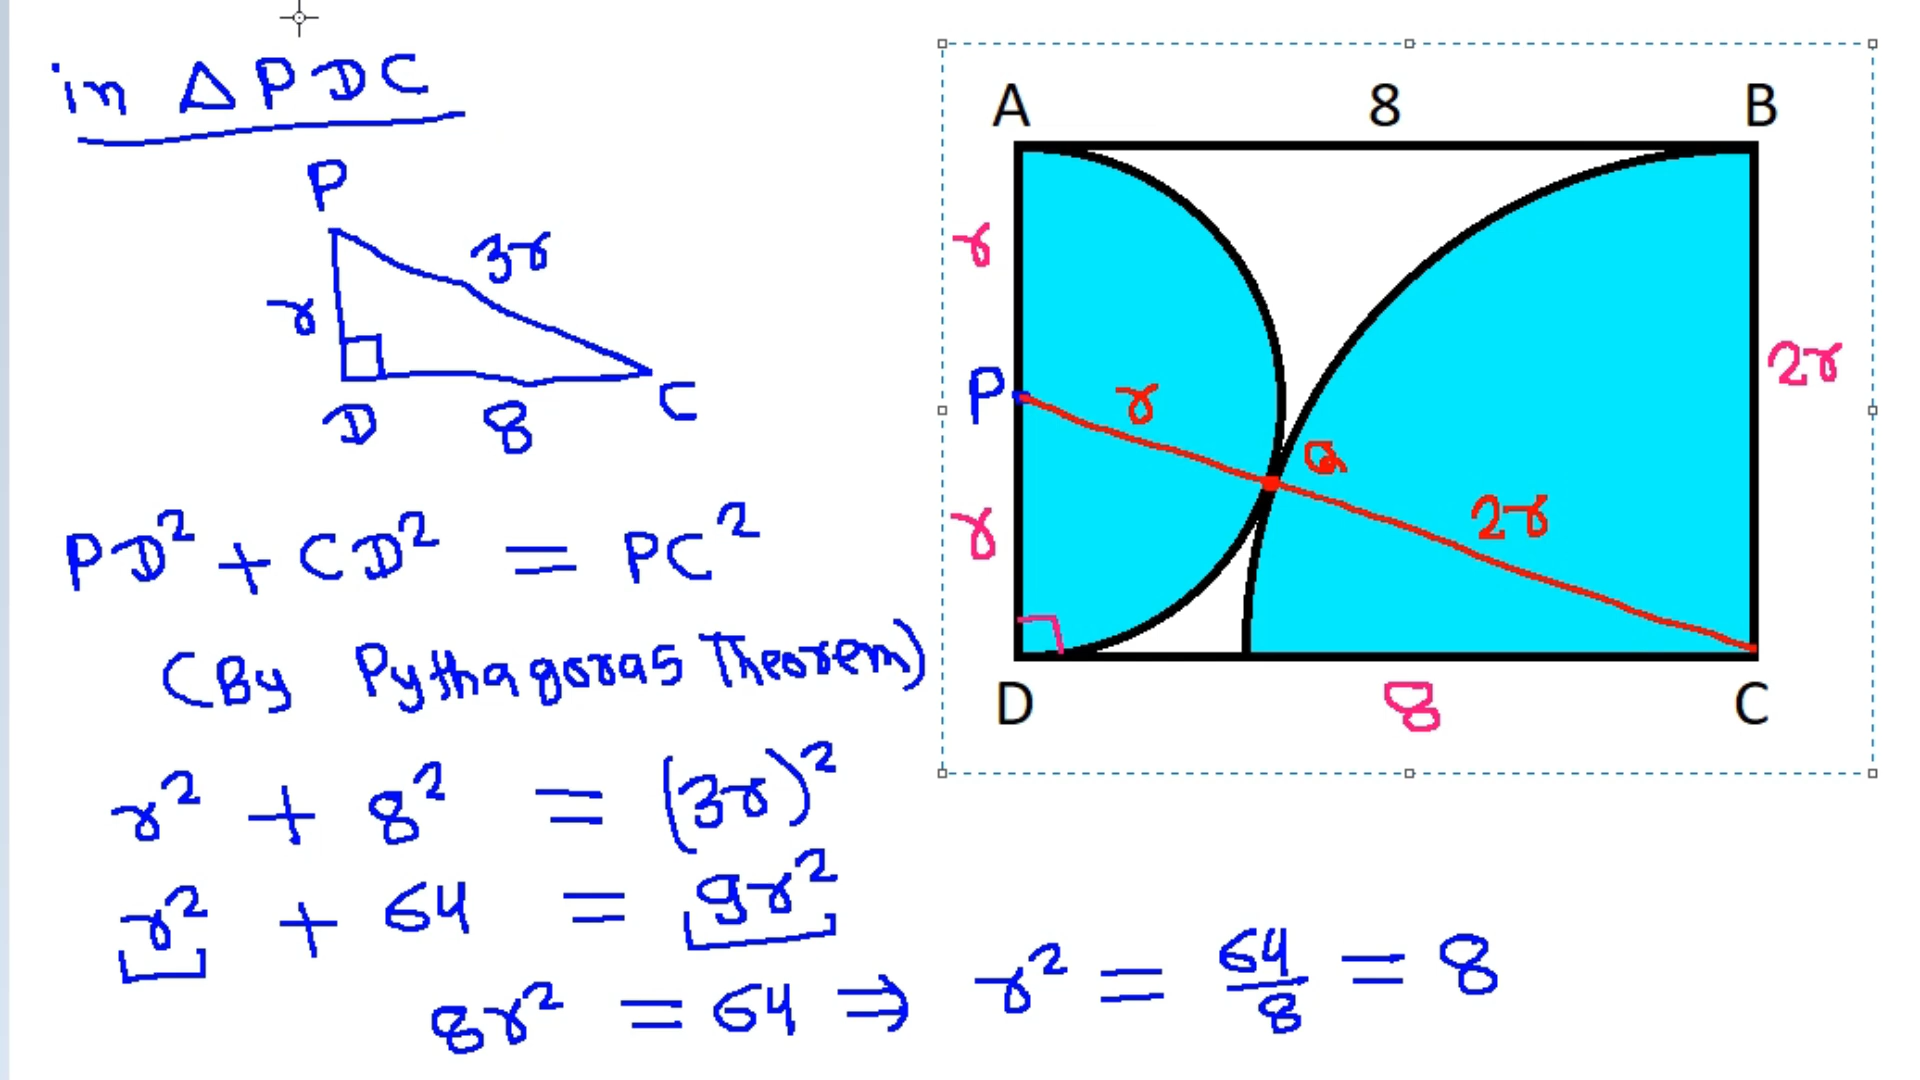 in △PDC
P
3r
r
D 8 C
PD² + CD² = PC²
(By Pythagoras Theorem)
r² + 8² = (3r)²
r² + 64 = 9r²
8r² = 64 ⇒ r² = 64/8 = 8
A 8 B
r
P r 2r
Q
r 2r
D 8 C